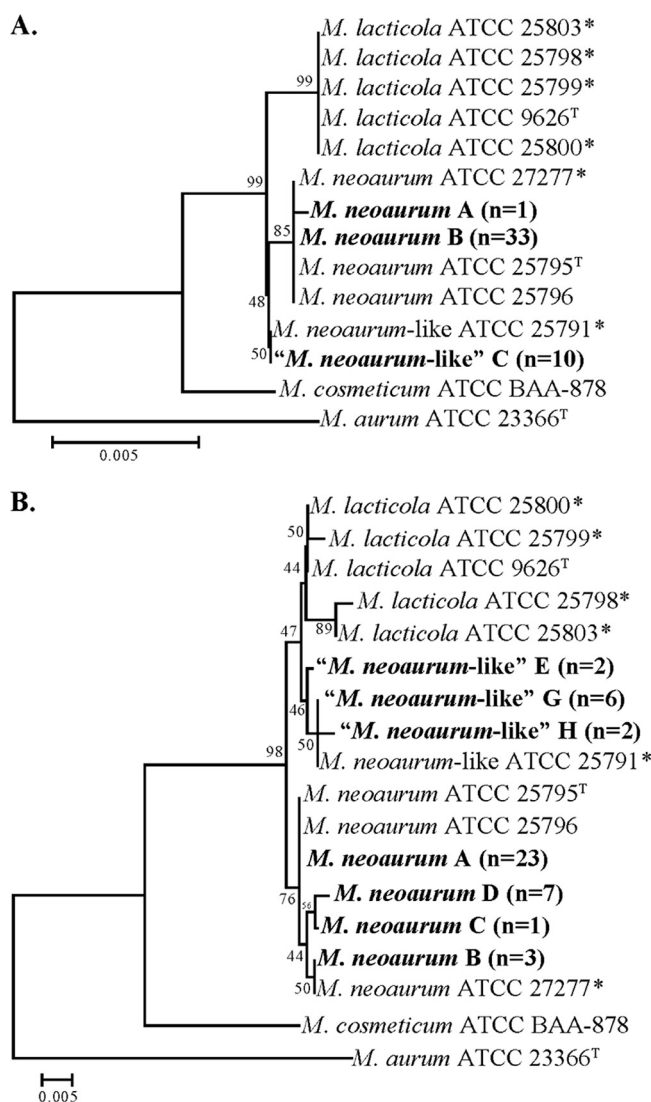 A.
M. lacticola ATCC 25803*
M. lacticola ATCC 25798*
99
M. lacticola ATCC 25799*
M. lacticola ATCC 9626ᵀ
M. lacticola ATCC 25800*
99
M. neoaurum ATCC 27277*
M. neoaurum A (n=1)
85
M. neoaurum B (n=33)
M. neoaurum ATCC 25795ᵀ
48
M. neoaurum ATCC 25796
M. neoaurum-like ATCC 25791*
50
“M. neoaurum-like” C (n=10)
M. cosmeticum ATCC BAA-878
M. aurum ATCC 23366ᵀ
0.005
B.
M. lacticola ATCC 25800*
50
M. lacticola ATCC 25799*
44
M. lacticola ATCC 9626ᵀ
M. lacticola ATCC 25798*
47
89
M. lacticola ATCC 25803*
“M. neoaurum-like” E (n=2)
46
“M. neoaurum-like” G (n=6)
50
“M. neoaurum-like” H (n=2)
98
M. neoaurum-like ATCC 25791*
M. neoaurum ATCC 25795ᵀ
M. neoaurum ATCC 25796
M. neoaurum A (n=23)
76
56
M. neoaurum D (n=7)
M. neoaurum C (n=1)
44
M. neoaurum B (n=3)
50
M. neoaurum ATCC 27277*
M. cosmeticum ATCC BAA-878
M. aurum ATCC 23366ᵀ
0.005